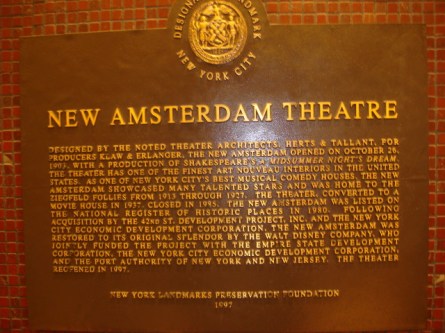 DESIGNATED LANDMARK
NEW YORK CITY
NEW AMSTERDAM THEATRE
DESIGNED BY THE NOTED THEATER ARCHITECTS, HERTS & TALLANT, FOR
PRODUCERS KLAW & ERLANGER, THE NEW AMSTERDAM OPENED ON OCTOBER 26,
1903, WITH A PRODUCTION OF SHAKESPEARE'S A MIDSUMMER NIGHT'S DREAM.
THE THEATER HAS ONE OF THE FINEST ART NOUVEAU INTERIORS IN THE UNITED
STATES. AS ONE OF NEW YORK CITY'S BEST MUSICAL COMEDY HOUSES, THE NEW
AMSTERDAM SHOWCASED MANY TALENTED STARS AND WAS HOME TO THE
ZIEGFELD FOLLIES FROM 1913 THROUGH 1927. THE THEATER, CONVERTED TO A
MOVIE HOUSE IN 1937, CLOSED IN 1985. THE NEW AMSTERDAM WAS LISTED ON
THE NATIONAL REGISTER OF HISTORIC PLACES IN 1980. FOLLOWING
ACQUISITION BY THE 42ND ST. DEVELOPMENT PROJECT, INC. AND THE NEW YORK
CITY ECONOMIC DEVELOPMENT CORPORATION, THE NEW AMSTERDAM WAS
RESTORED TO ITS ORIGINAL SPLENDOR BY THE WALT DISNEY COMPANY, WHO
JOINTLY FUNDED THE PROJECT WITH THE EMPIRE STATE DEVELOPMENT
CORPORATION, THE NEW YORK CITY ECONOMIC DEVELOPMENT CORPORATION,
AND THE PORT AUTHORITY OF NEW YORK AND NEW JERSEY. THE THEATER
REOPENED IN 1997.
NEW YORK LANDMARKS PRESERVATION FOUNDATION
1997